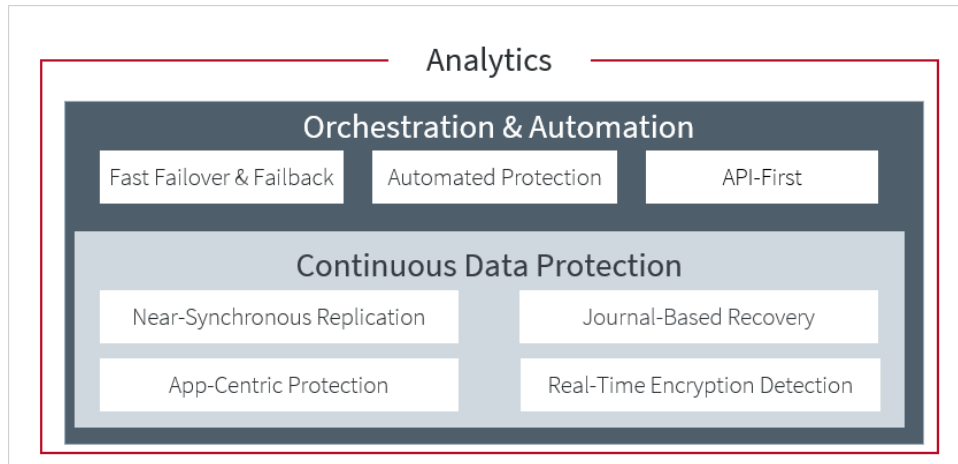 Analytics
Orchestration & Automation
Fast Failover & Failback
Automated Protection
API-First
Continuous Data Protection
Near-Synchronous Replication
Journal-Based Recovery
App-Centric Protection
Real-Time Encryption Detection